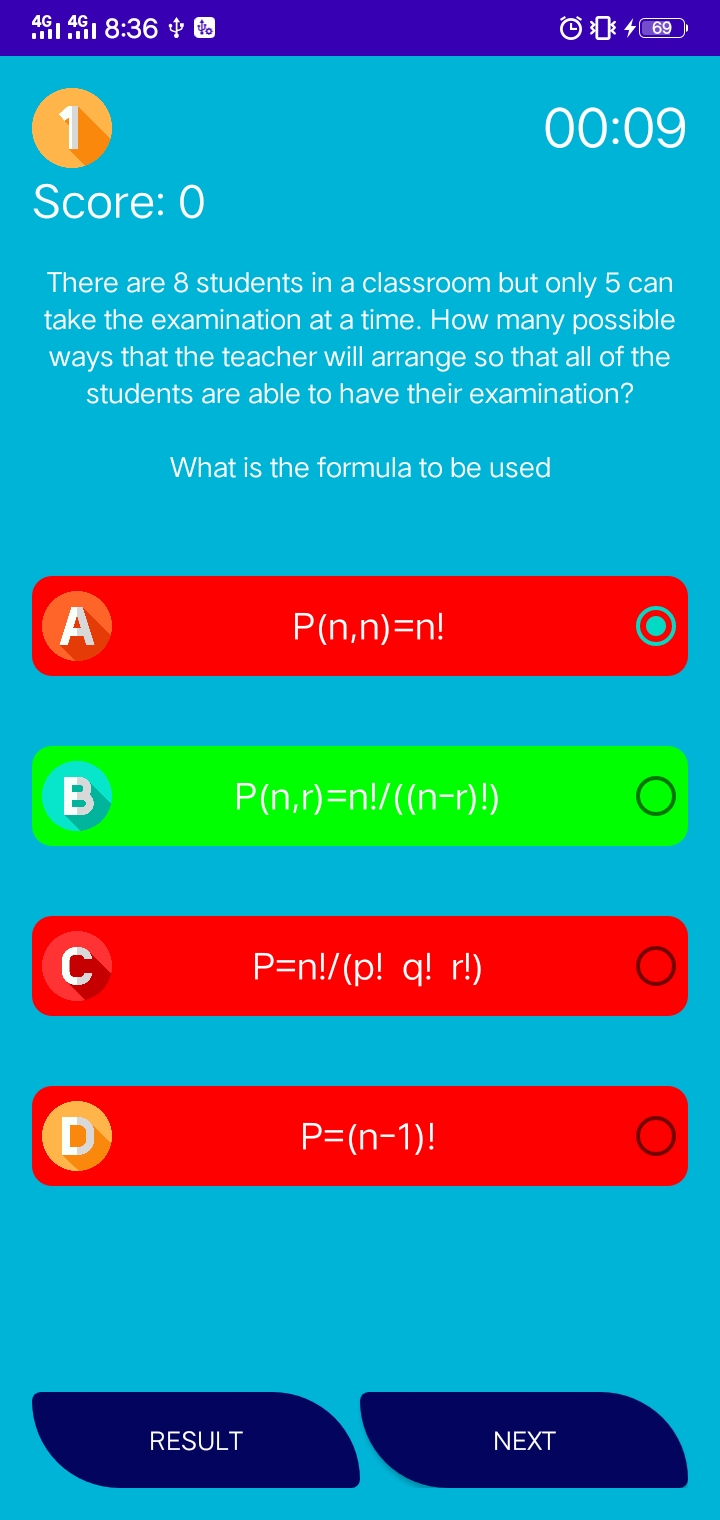 4G 4G 8:36 69
1 00:09
Score: 0
There are 8 students in a classroom but only 5 can
take the examination at a time. How many possible
ways that the teacher will arrange so that all of the
students are able to have their examination?
What is the formula to be used
A P(n,n)=n!
B P(n,r)=n!/((n-r)!)
C P=n!/(p! q! r!)
D P=(n-1)!
RESULT NEXT